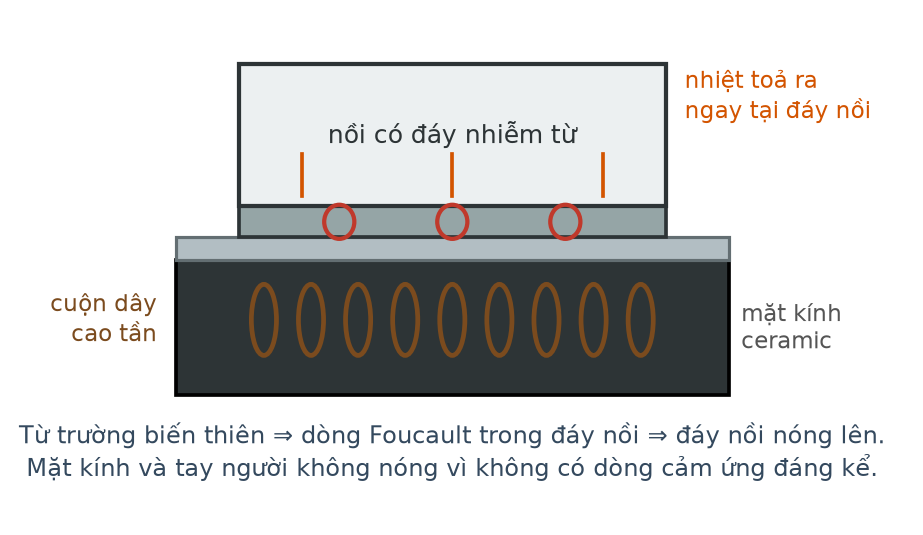 nhiệt toả ra
ngay tại đáy nồi
nồi có đáy nhiễm từ
cuộn dây
cao tần
mặt kính
ceramic
Từ trường biến thiên ⇒ dòng Foucault trong đáy nồi ⇒ đáy nồi nóng lên.
Mặt kính và tay người không nóng vì không có dòng cảm ứng đáng kể.